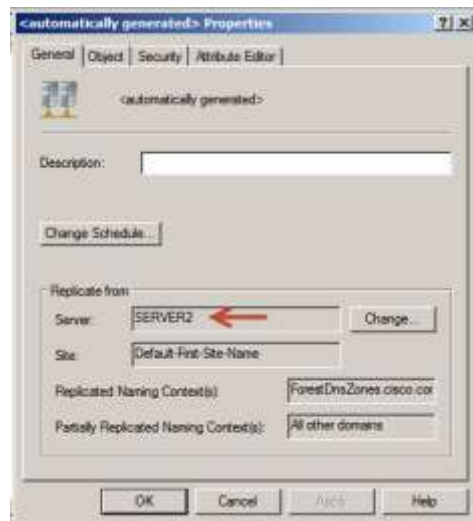 <automatically generated> Properties
? X
General Object Security Attribute Editor
<automatically generated>
Description:
Change Schedule...
Replicate from
Server: SERVER2 Change...
Site: Default-First-Site-Name
Replicated Naming Context(s): ForestDnsZones.cisco.cor
Partially Replicated Naming Context(s): All other domains
OK Cancel Apply Help